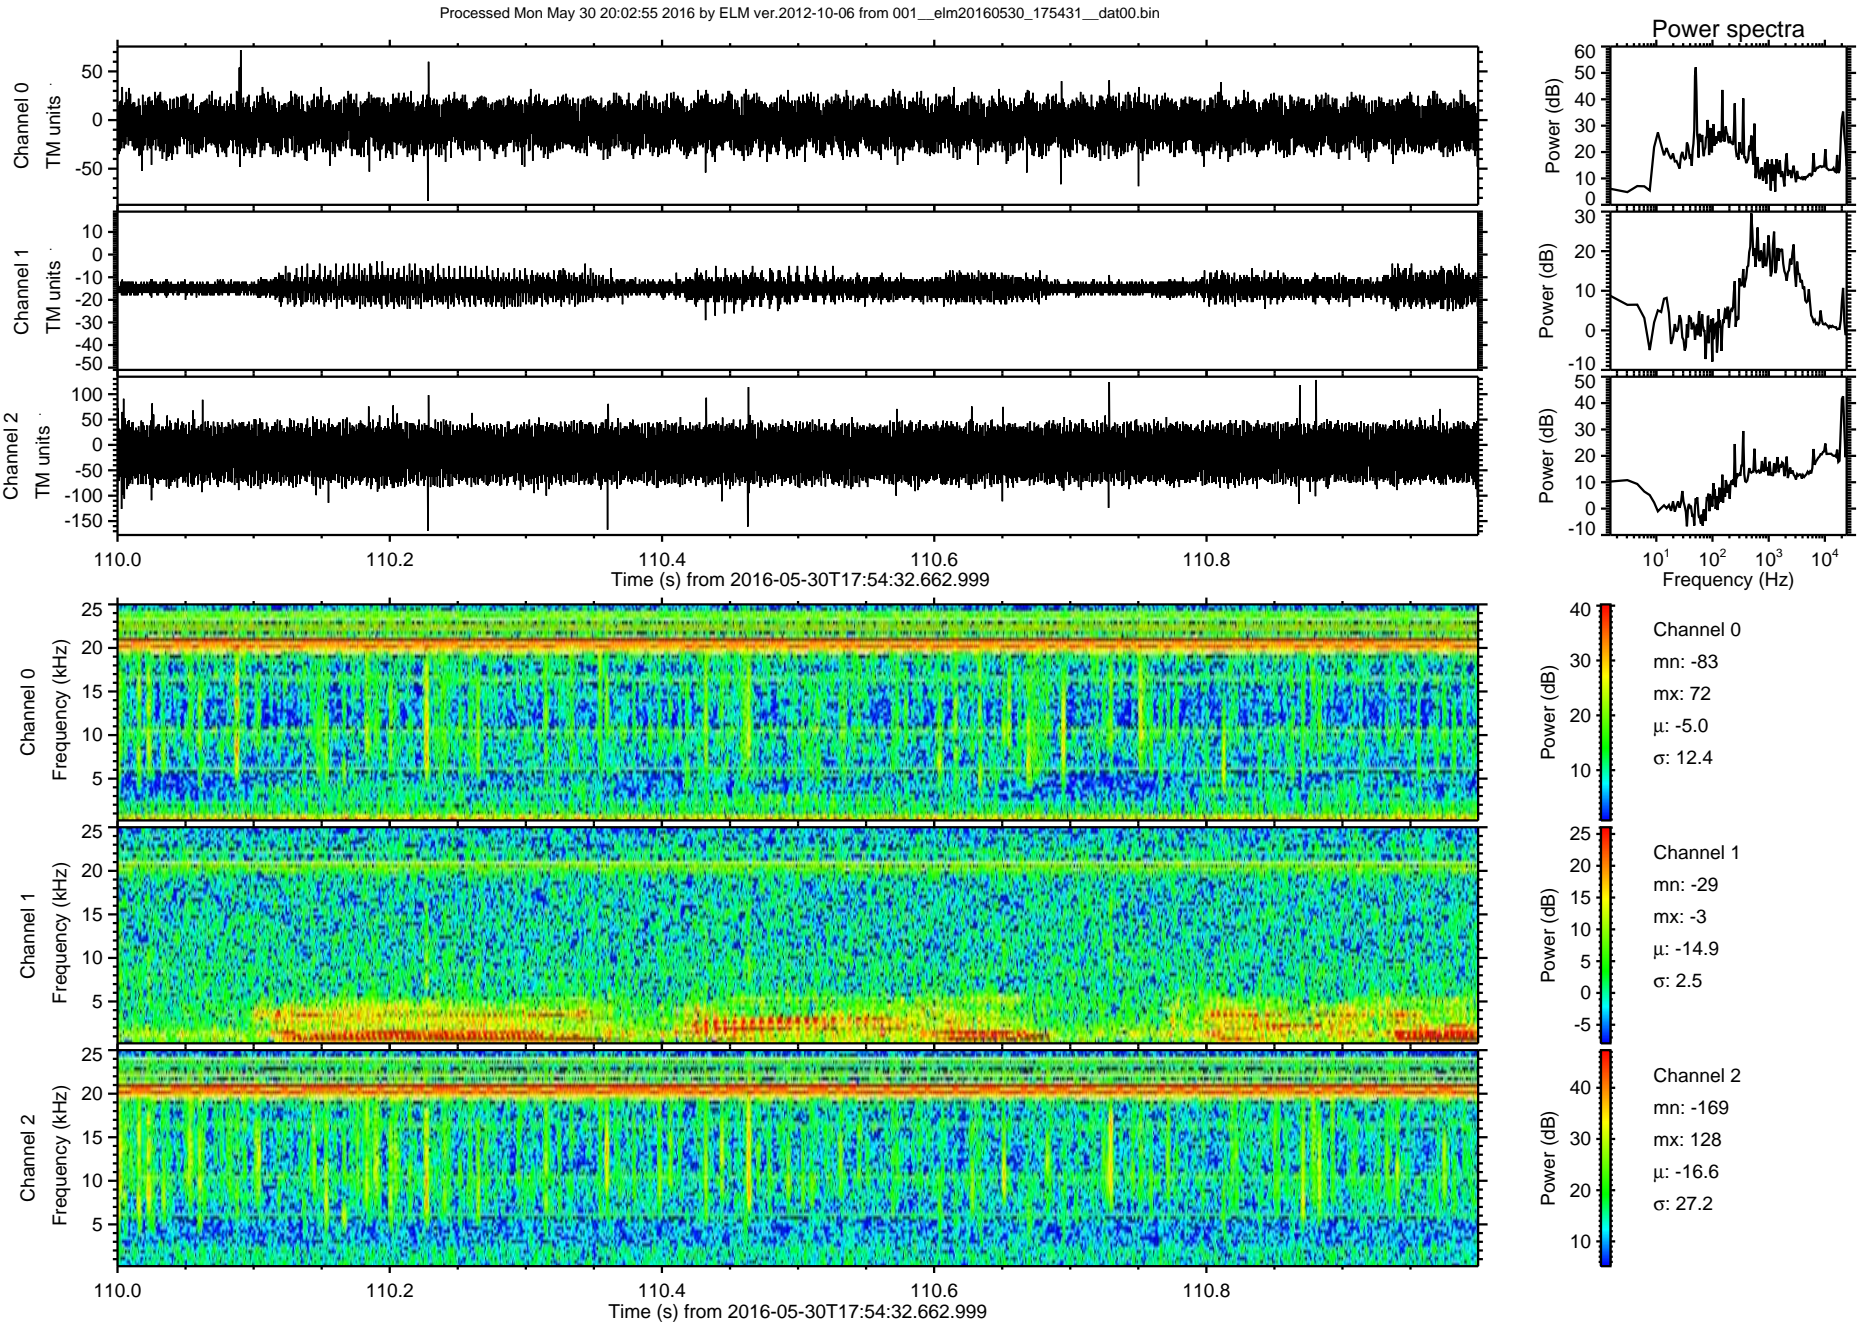 Processed Mon May 30 20:02:55 2016 by ELM ver.2012-10-06 from 001__elm20160530_175431__dat00.bin
Power spectra
Channel 0
TM units
50
0
-50
Power (dB)
60
50
40
30
20
10
0
Channel 1
TM units
10
0
-10
-20
-30
-40
-50
Power (dB)
30
20
10
0
-10
Channel 2
TM units
100
50
0
-50
-100
-150
Power (dB)
50
40
30
20
10
0
-10
110.0 110.2 110.4 110.6 110.8
Time (s) from 2016-05-30T17:54:32.662.999
10¹ 10² 10³ 10⁴
Frequency (Hz)
Channel 0
Frequency (kHz)
25
20
15
10
5
Power (dB)
40
30
20
10
Channel 0
mn: -83
mx: 72
µ: -5.0
σ: 12.4
Channel 1
Frequency (kHz)
25
20
15
10
5
Power (dB)
25
20
15
10
5
0
-5
Channel 1
mn: -29
mx: -3
µ: -14.9
σ: 2.5
Channel 2
Frequency (kHz)
25
20
15
10
5
Power (dB)
40
30
20
10
Channel 2
mn: -169
mx: 128
µ: -16.6
σ: 27.2
110.0 110.2 110.4 110.6 110.8
Time (s) from 2016-05-30T17:54:32.662.999